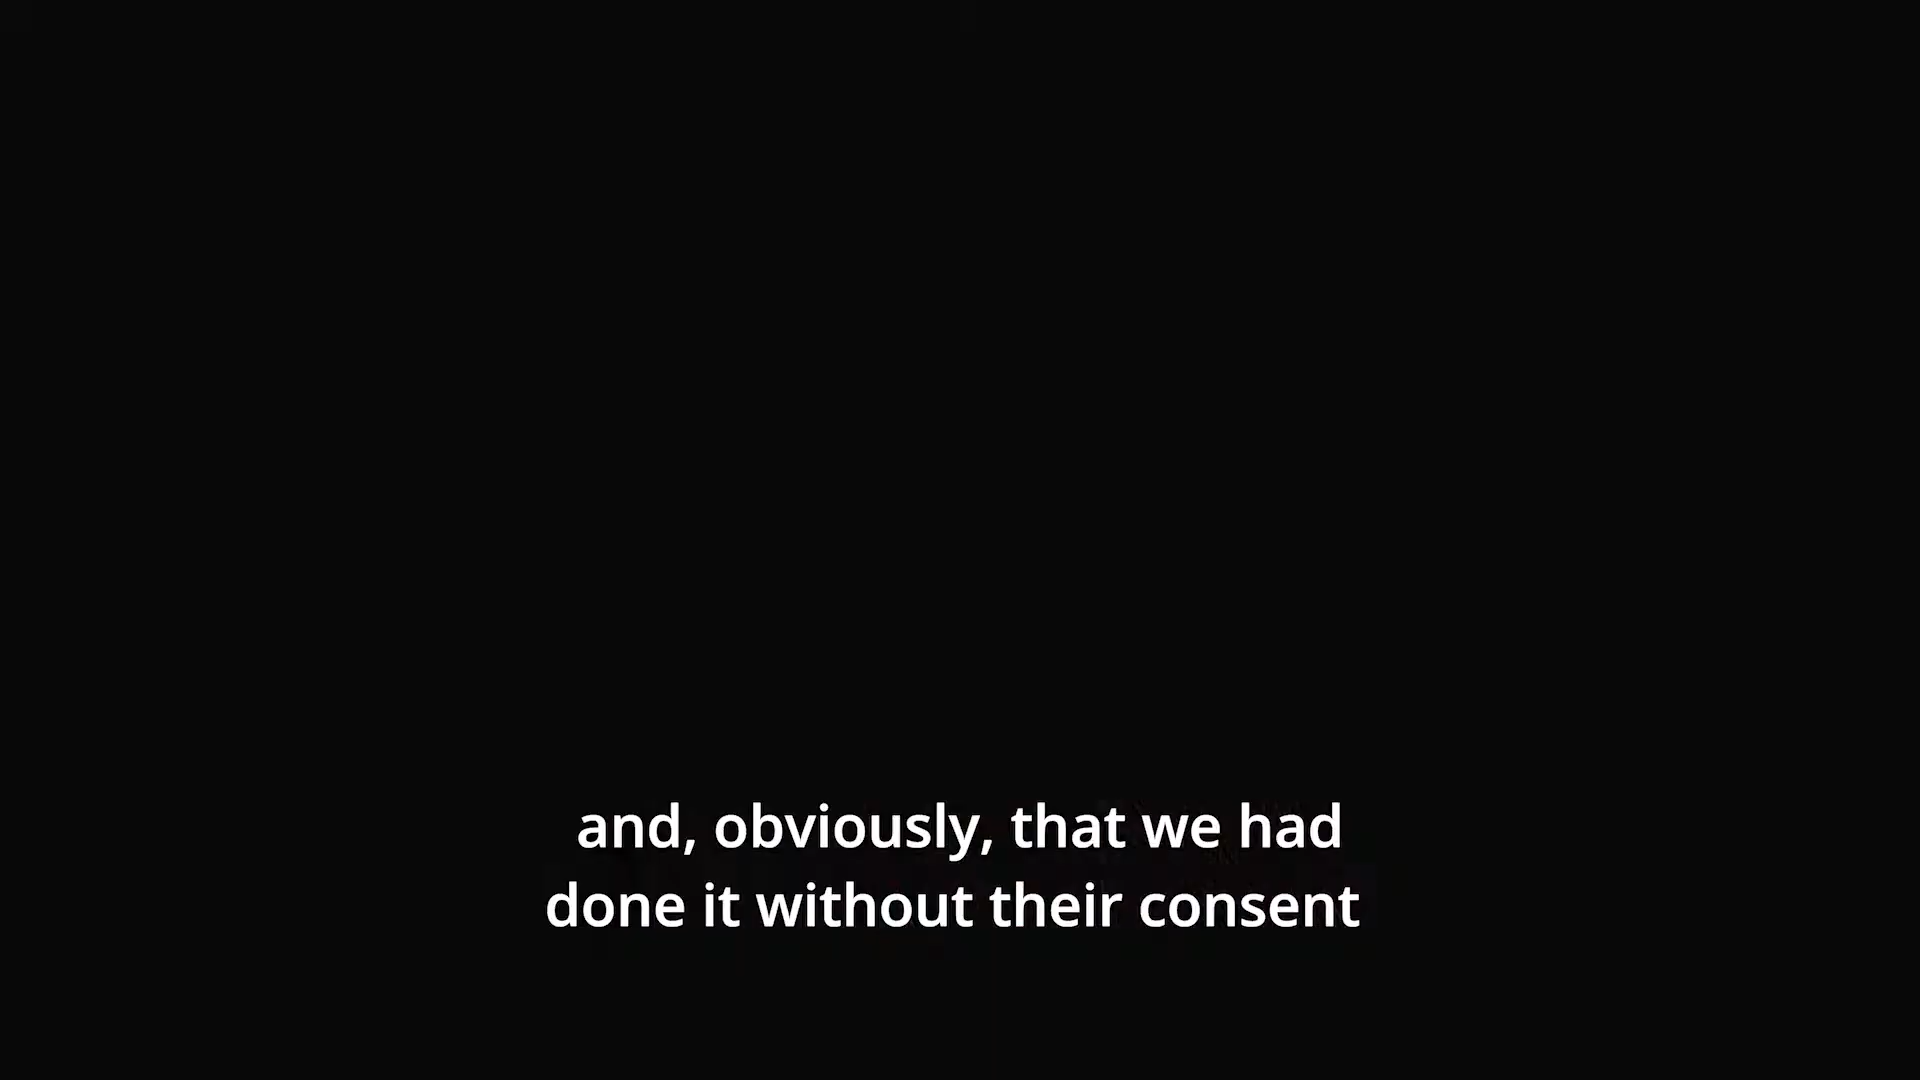 and, obviously, that we had
done it without their consent